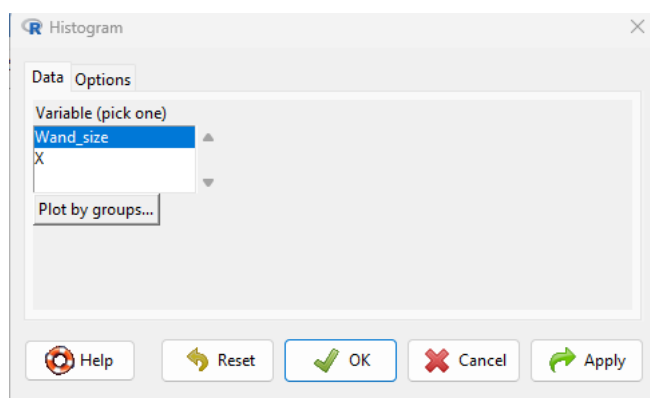 Histogram
Data Options
Variable (pick one)
Wand_size
X
Plot by groups...
Help Reset OK Cancel Apply